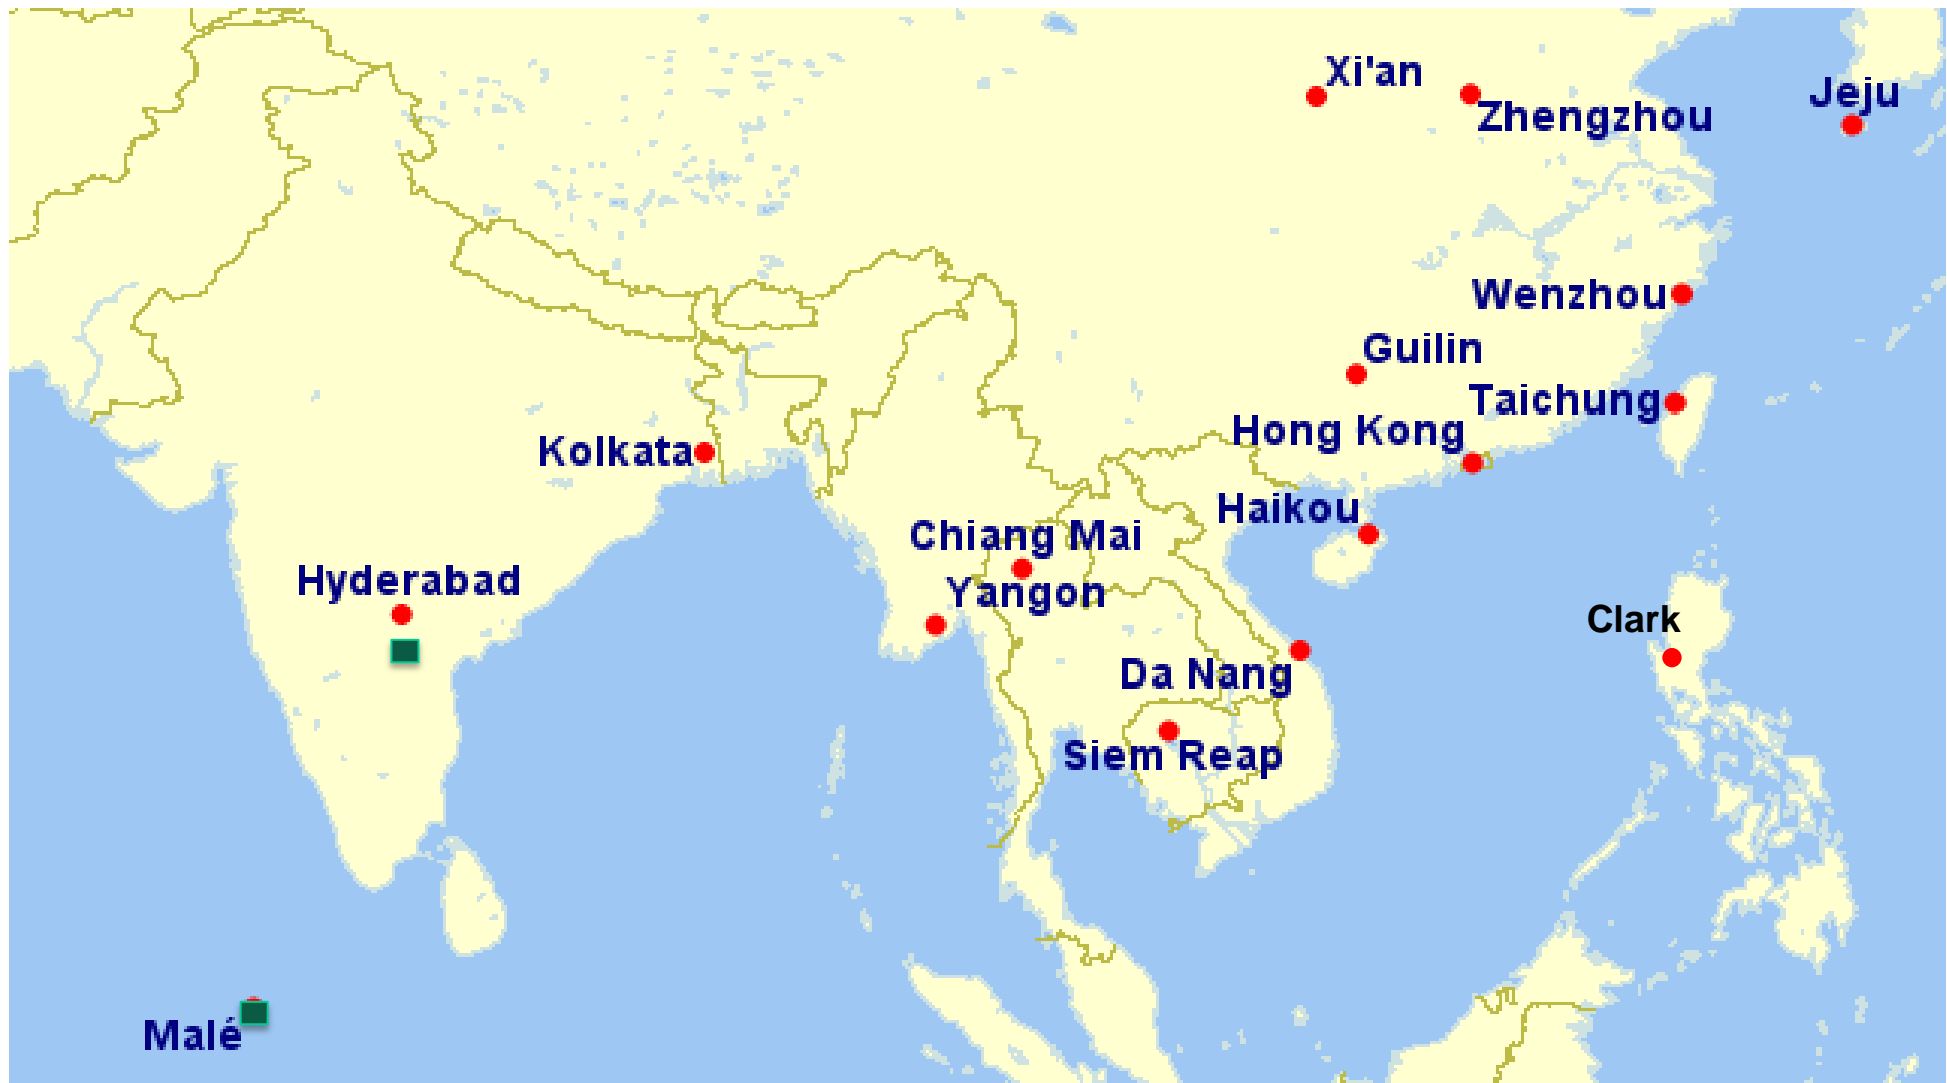 Xi'an
Zhengzhou
Jeju
Wenzhou
Guilin
Taichung
Hong Kong
Kolkata
Haikou
Chiang Mai
Yangon
Hyderabad
Clark
Da Nang
Siem Reap
Malé